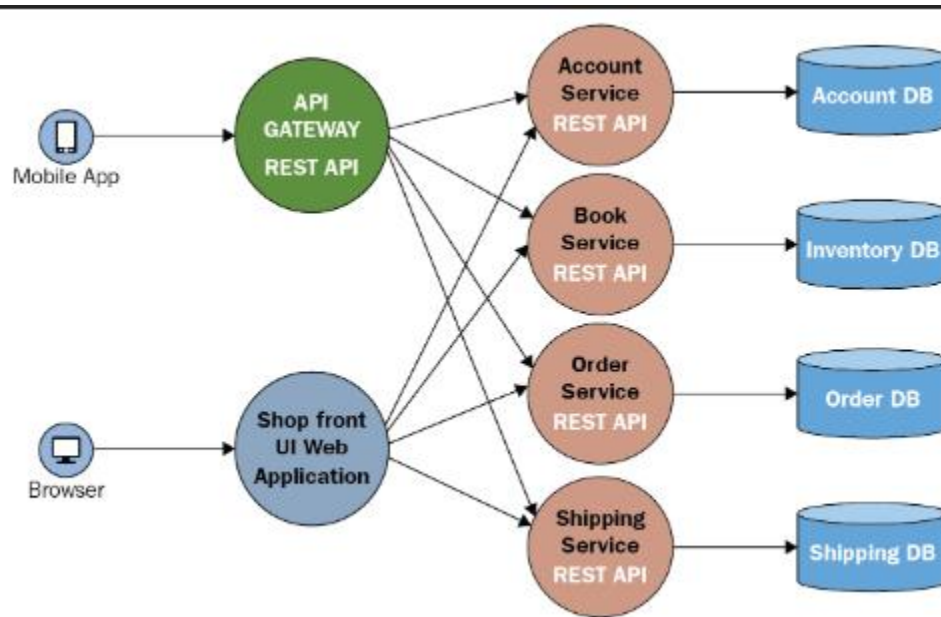 API
GATEWAY
REST API
Mobile App
Account
Service
REST API
Account DB
Book
Service
REST API
Inventory DB
Shop front
UI Web
Application
Browser
Order
Service
REST API
Order DB
Shipping
Service
REST API
Shipping DB